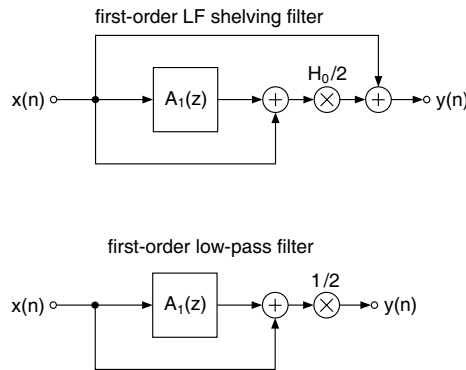 first-order LF shelving filter
H₀/2
x(n)
A₁(z)
y(n)
first-order low-pass filter
1/2
x(n)
A₁(z)
y(n)